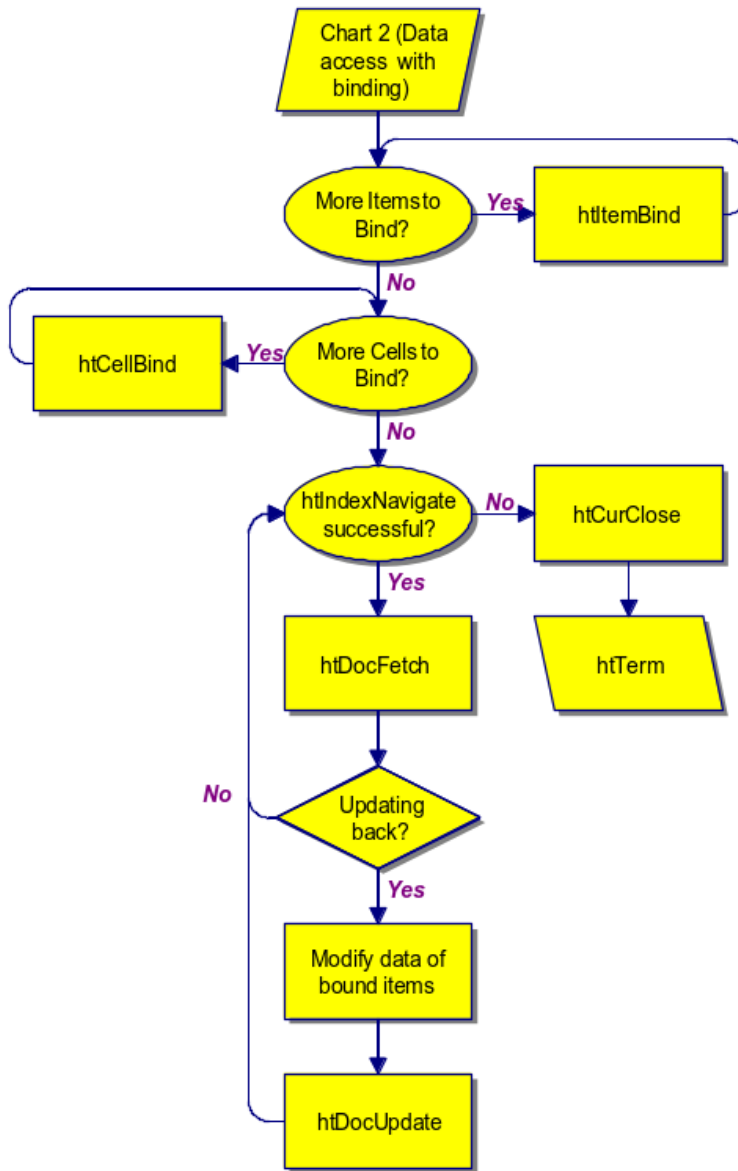 Chart 2 (Data
access with
binding)
More Items to
Bind?
Yes
htItemBind
No
htCellBind
Yes
More Cells to
Bind?
No
htIndexNavigate
successful?
No
htCurClose
Yes
htDocFetch
htTerm
No
Updating
back?
Yes
Modify data of
bound items
htDocUpdate